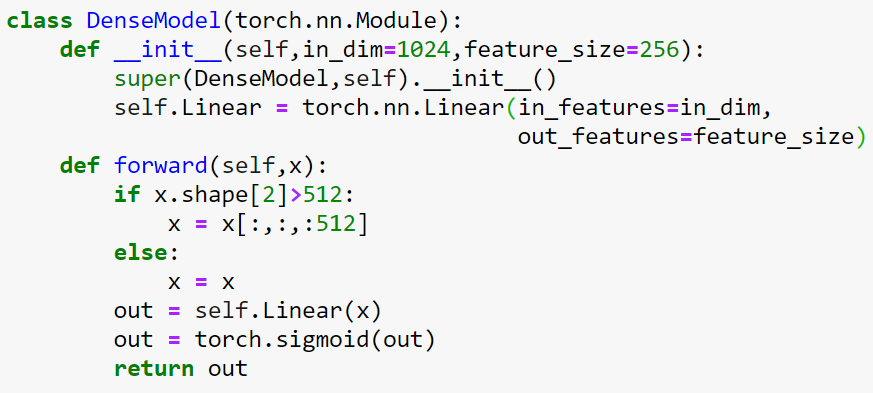 class DenseModel(torch.nn.Module):
    def __init__(self,in_dim=1024,feature_size=256):
        super(DenseModel,self).__init__()
        self.Linear = torch.nn.Linear(in_features=in_dim,
                                      out_features=feature_size)
    def forward(self,x):
        if x.shape[2]>512:
            x = x[:,:,:512]
        else:
            x = x
        out = self.Linear(x)
        out = torch.sigmoid(out)
        return out